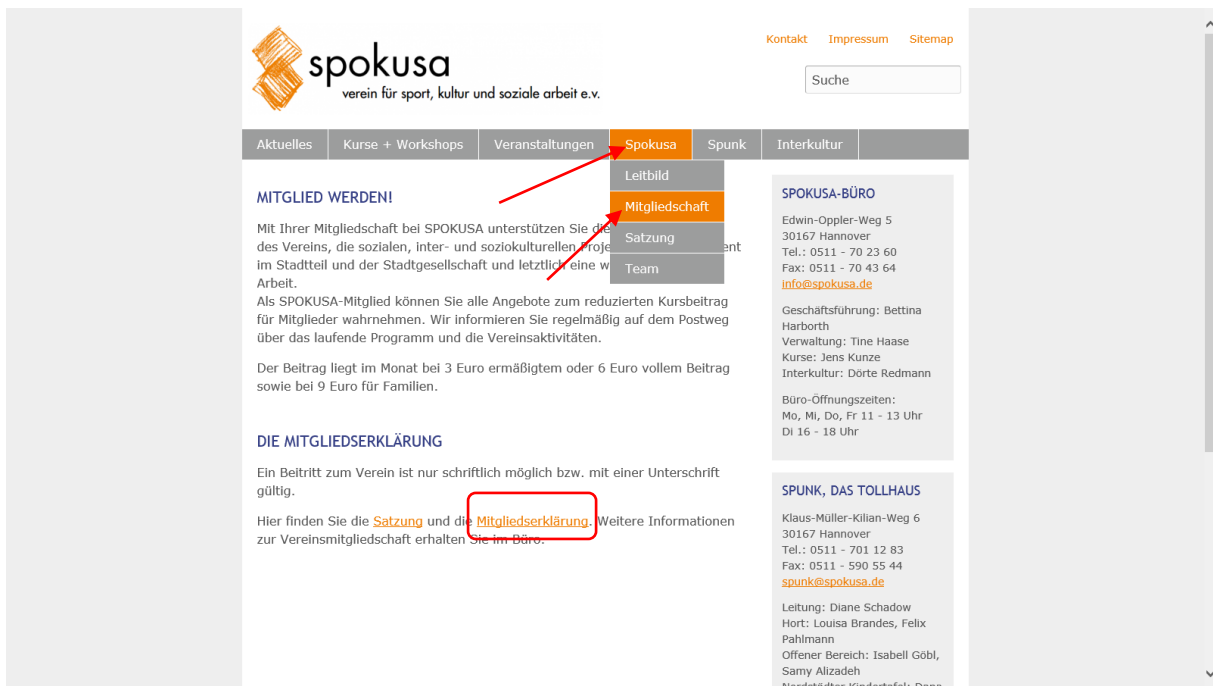 spokusa
verein für sport, kultur und soziale arbeit e.v.
Kontakt Impressum Sitemap
Suche
Aktuelles Kurse + Workshops Veranstaltungen Spokusa Spunk Interkultur
Leitbild
Mitgliedschaft
Satzung
Team
MITGLIED WERDEN!
Mit Ihrer Mitgliedschaft bei SPOKUSA unterstützen Sie die
des Vereins, die sozialen, inter- und soziokulturellen Proje ent
im Stadtteil und der Stadtgesellschaft und letztlich eine w
Arbeit.
Als SPOKUSA-Mitglied können Sie alle Angebote zum reduzierten Kursbeitrag
für Mitglieder wahrnehmen. Wir informieren Sie regelmäßig auf dem Postweg
über das laufende Programm und die Vereinsaktivitäten.
Der Beitrag liegt im Monat bei 3 Euro ermäßigtem oder 6 Euro vollem Beitrag
sowie bei 9 Euro für Familien.
DIE MITGLIEDSERKLÄRUNG
Ein Beitritt zum Verein ist nur schriftlich möglich bzw. mit einer Unterschrift
gültig.
Hier finden Sie die Satzung und die Mitgliedserklärung. Weitere Informationen
zur Vereinsmitgliedschaft erhalten Sie im Büro.
SPOKUSA-BÜRO
Edwin-Oppler-Weg 5
30167 Hannover
Tel.: 0511 - 70 23 60
Fax: 0511 - 70 43 64
info@spokusa.de
Geschäftsführung: Bettina
Harborth
Verwaltung: Tine Haase
Kurse: Jens Kunze
Interkultur: Dörte Redmann
Büro-Öffnungszeiten:
Mo, Mi, Do, Fr 11 - 13 Uhr
Di 16 - 18 Uhr
SPUNK, DAS TOLLHAUS
Klaus-Müller-Kilian-Weg 6
30167 Hannover
Tel.: 0511 - 701 12 83
Fax: 0511 - 590 55 44
spunk@spokusa.de
Leitung: Diane Schadow
Hort: Louisa Brandes, Felix
Pahlmann
Offener Bereich: Isabell Göbl,
Samy Alizadeh
Nordstädter Kindertafel: Dana